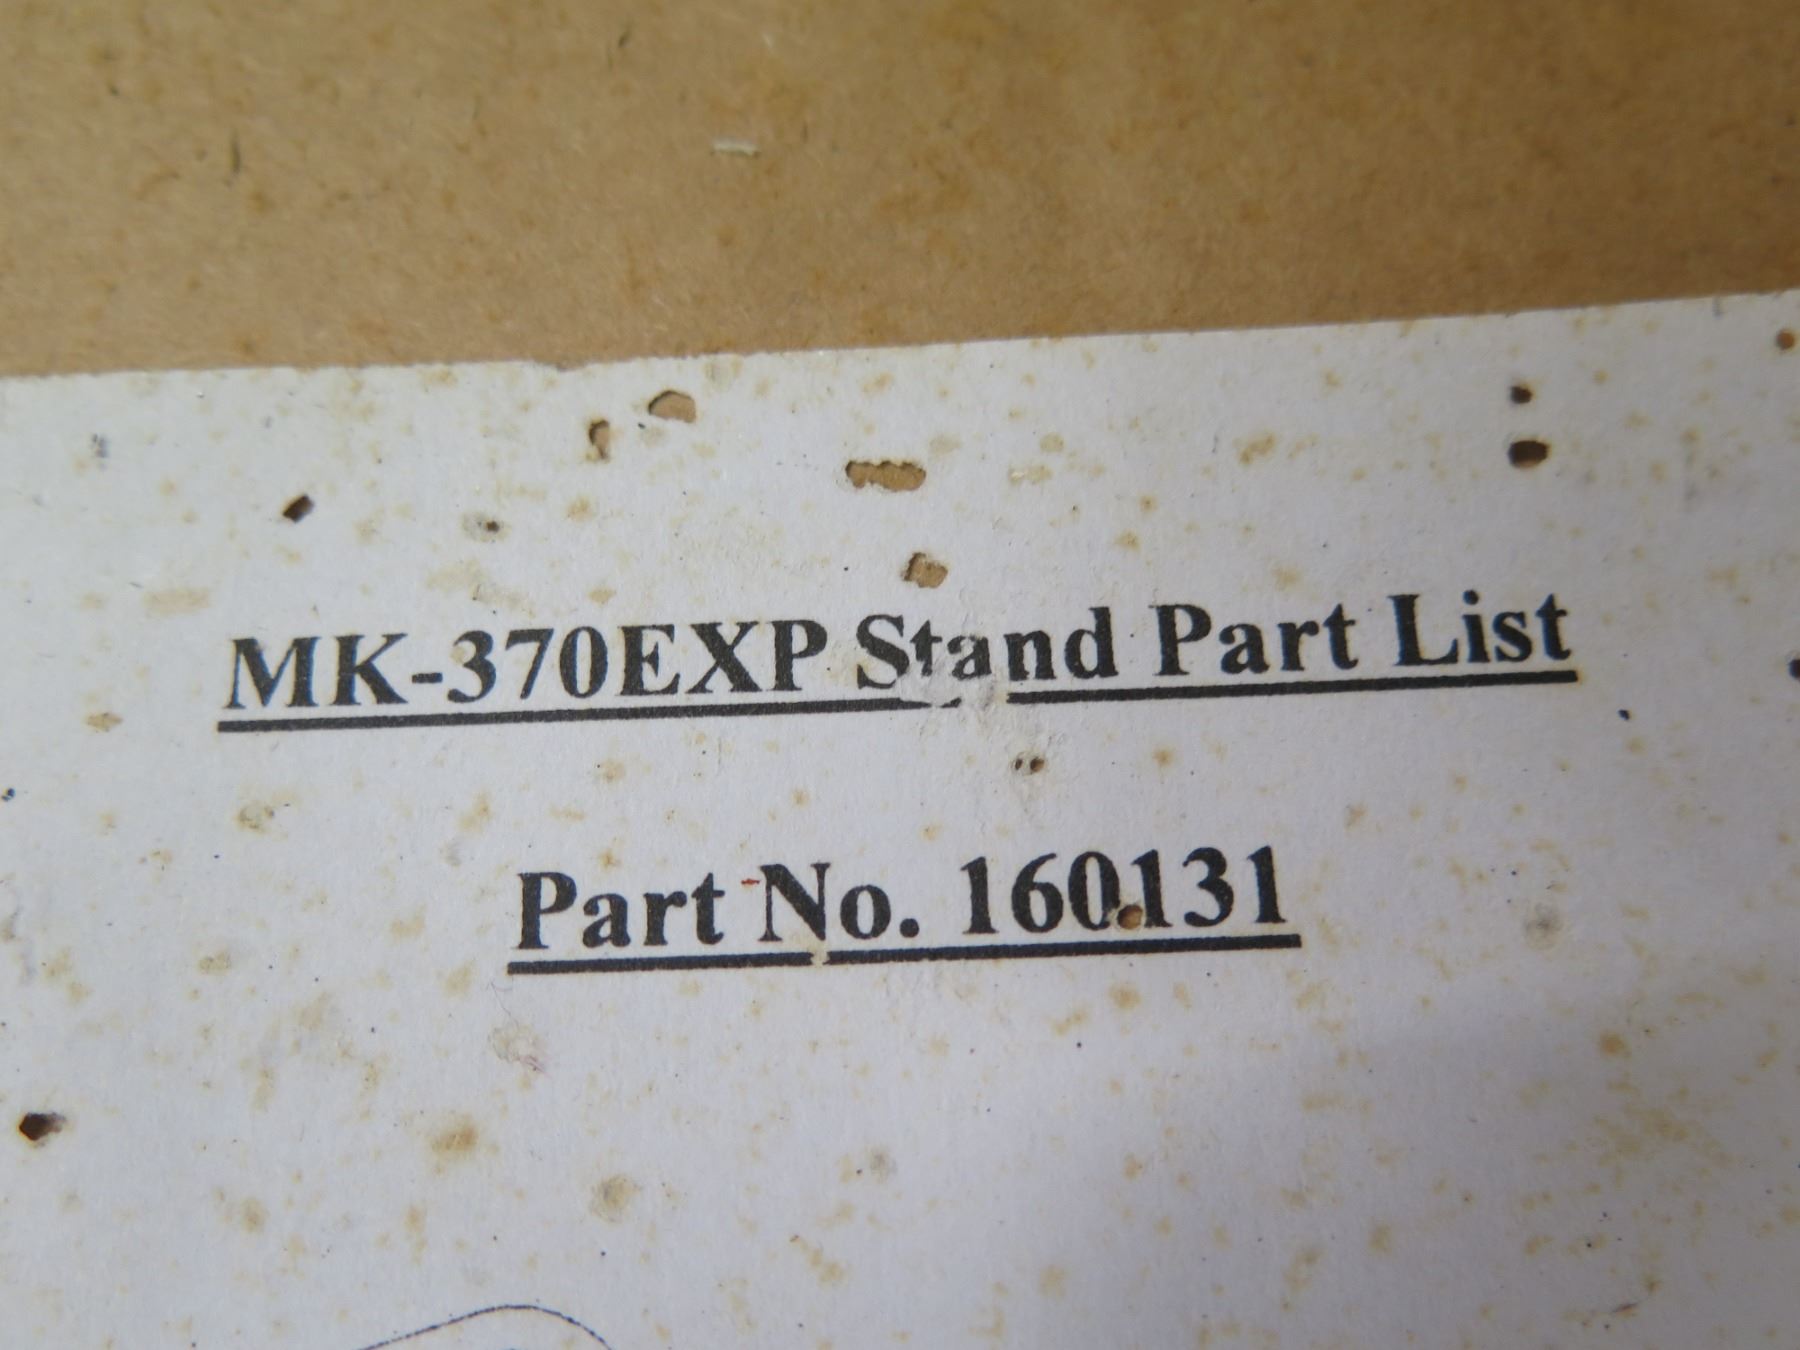 MK-370EXP Stand Part List
Part No. 160131